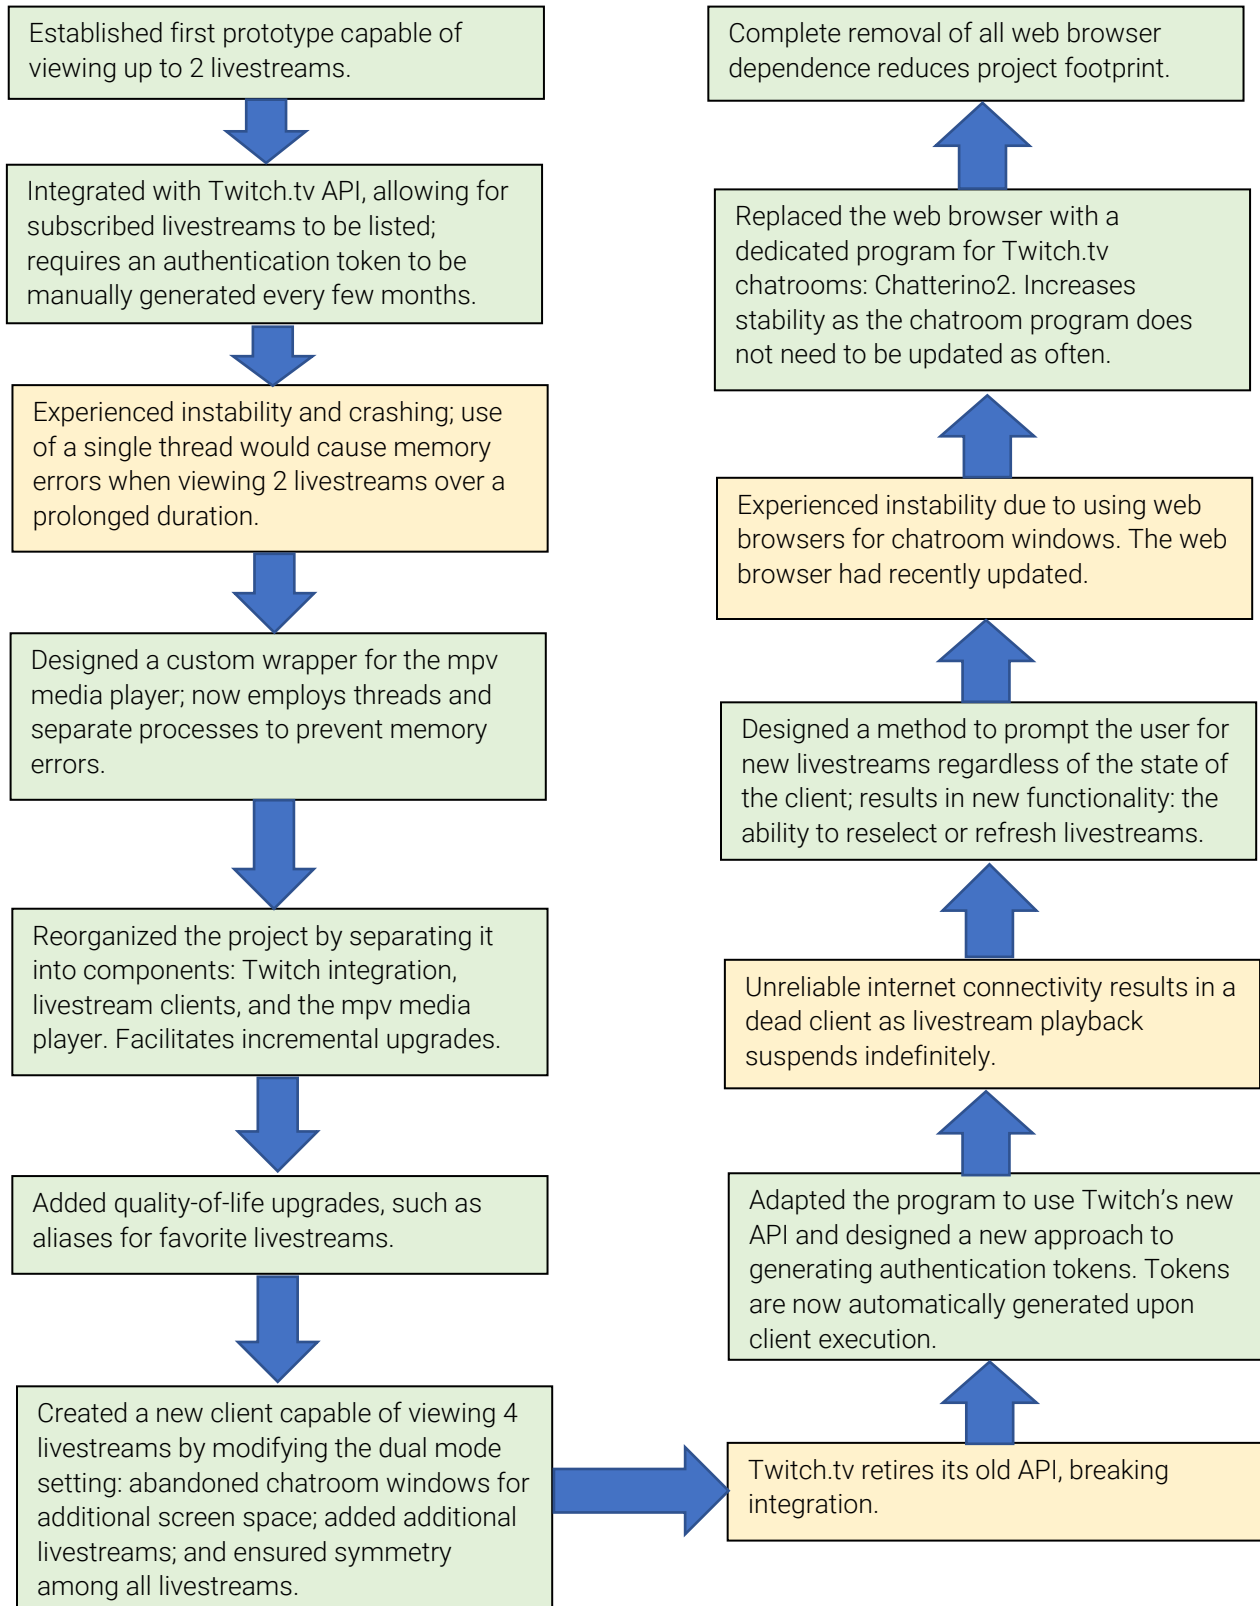 Established first prototype capable of
viewing up to 2 livestreams.
Integrated with Twitch.tv API, allowing for
subscribed livestreams to be listed;
requires an authentication token to be
manually generated every few months.
Experienced instability and crashing; use
of a single thread would cause memory
errors when viewing 2 livestreams over a
prolonged duration.
Designed a custom wrapper for the mpv
media player; now employs threads and
separate processes to prevent memory
errors.
Reorganized the project by separating it
into components: Twitch integration,
livestream clients, and the mpv media
player. Facilitates incremental upgrades.
Added quality-of-life upgrades, such as
aliases for favorite livestreams.
Created a new client capable of viewing 4
livestreams by modifying the dual mode
setting: abandoned chatroom windows for
additional screen space; added additional
livestreams; and ensured symmetry
among all livestreams.
Twitch.tv retires its old API, breaking
integration.
Adapted the program to use Twitch’s new
API and designed a new approach to
generating authentication tokens. Tokens
are now automatically generated upon
client execution.
Unreliable internet connectivity results in a
dead client as livestream playback
suspends indefinitely.
Designed a method to prompt the user for
new livestreams regardless of the state of
the client; results in new functionality: the
ability to reselect or refresh livestreams.
Experienced instability due to using web
browsers for chatroom windows. The web
browser had recently updated.
Replaced the web browser with a
dedicated program for Twitch.tv
chatrooms: Chatterino2. Increases
stability as the chatroom program does
not need to be updated as often.
Complete removal of all web browser
dependence reduces project footprint.